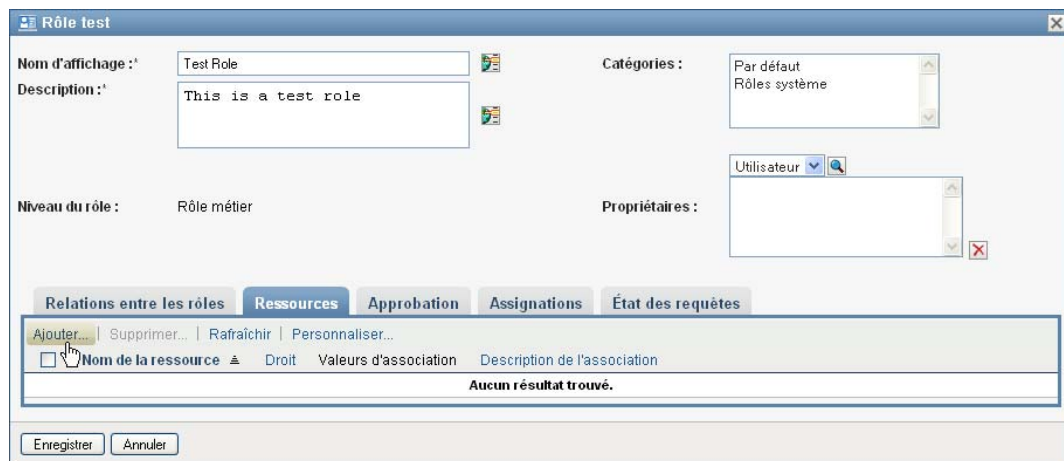 Rôle test
Nom d'affichage :* Test Role Catégories : Par défaut
Rôles système
Description :* This is a test role
Utilisateur
Niveau du rôle : Rôle métier Propriétaires :
Relations entre les rôles Ressources Approbation Assignations État des requêtes
Ajouter... | Supprimer... | Rafraîchir | Personnaliser...
Nom de la ressource Droit Valeurs d'association Description de l'association
Aucun résultat trouvé.
Enregistrer Annuler